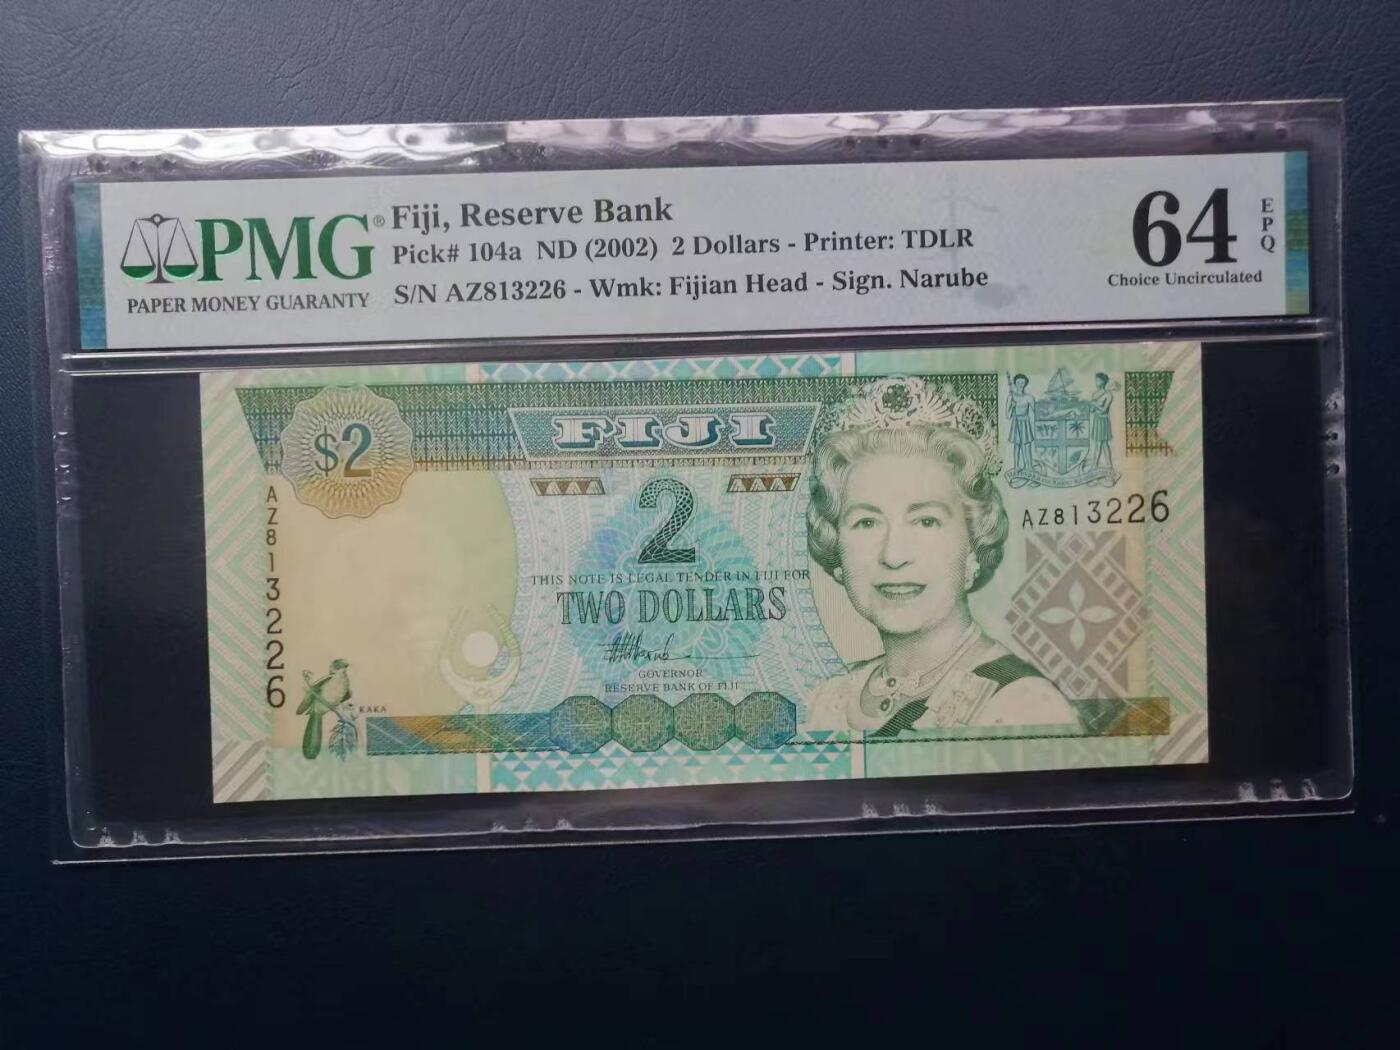 PMG®
PAPER MONEY GUARANTY
Fiji, Reserve Bank
Pick# 104a ND (2002) 2 Dollars - Printer: TDLR
S/N AZ813226 - Wmk: Fijian Head - Sign. Narube
64
EPQ
Choice Uncirculated
$2
FIJI
AZ813226
2
AZ813226
THIS NOTE IS LEGAL TENDER IN FIJI FOR
TWO DOLLARS
GOVERNOR
RESERVE BANK OF FIJI
KAKA